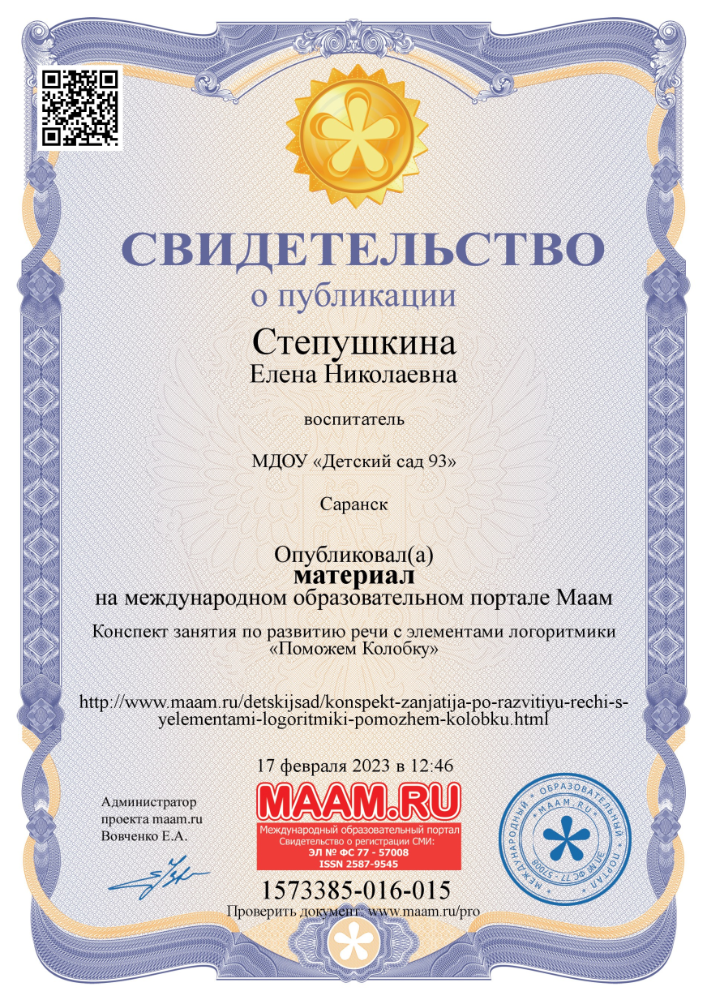 СВИДЕТЕЛЬСТВО
о публикации
Степушкина
Елена Николаевна
воспитатель
МДОУ «Детский сад 93»
Саранск
Опубликовал(а)
материал
на международном образовательном портале Маам
Конспект занятия по развитию речи с элементами логоритмики
«Поможем Колобку»
http://www.maam.ru/detskijsad/konspekt-zanjatija-po-razvitiyu-rechi-s-
yelementami-logoritmiki-pomozhem-kolobku.html
17 февраля 2023 в 12:46
Администратор
проекта maam.ru
Вовченко Е.А.
MAAM.RU
Международный образовательный портал
Свидетельство о регистрации СМИ:
ЭЛ № ФС 77 - 57008
ISSN 2587-9545
1573385-016-015
Проверить документ: www.maam.ru/pro
* МЕЖДУНАРОДНЫЙ * ОБРАЗОВАТЕЛЬНЫЙ * ПОРТАЛ *
* MAAM.RU *
ЭЛ № ФС 77 - 57008